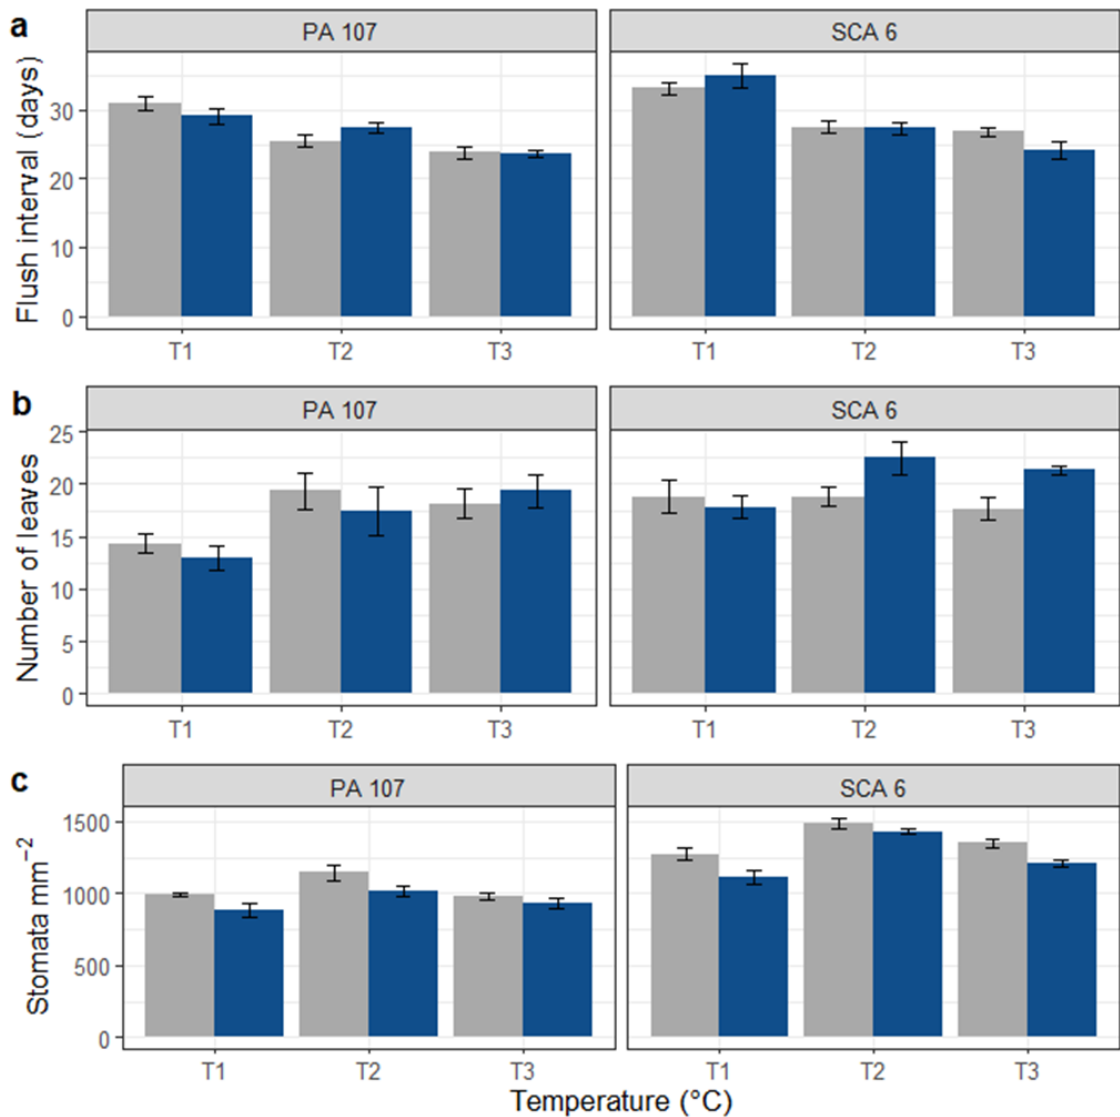 a
PA 107
SCA 6
Flush interval (days)
30
20
10
0
T1
T2
T3
T1
T2
T3
b
PA 107
SCA 6
Number of leaves
25
20
15
10
5
0
T1
T2
T3
T1
T2
T3
c
PA 107
SCA 6
Stomata mm⁻²
1500
1000
500
0
T1
T2
T3
T1
T2
T3
Temperature (°C)